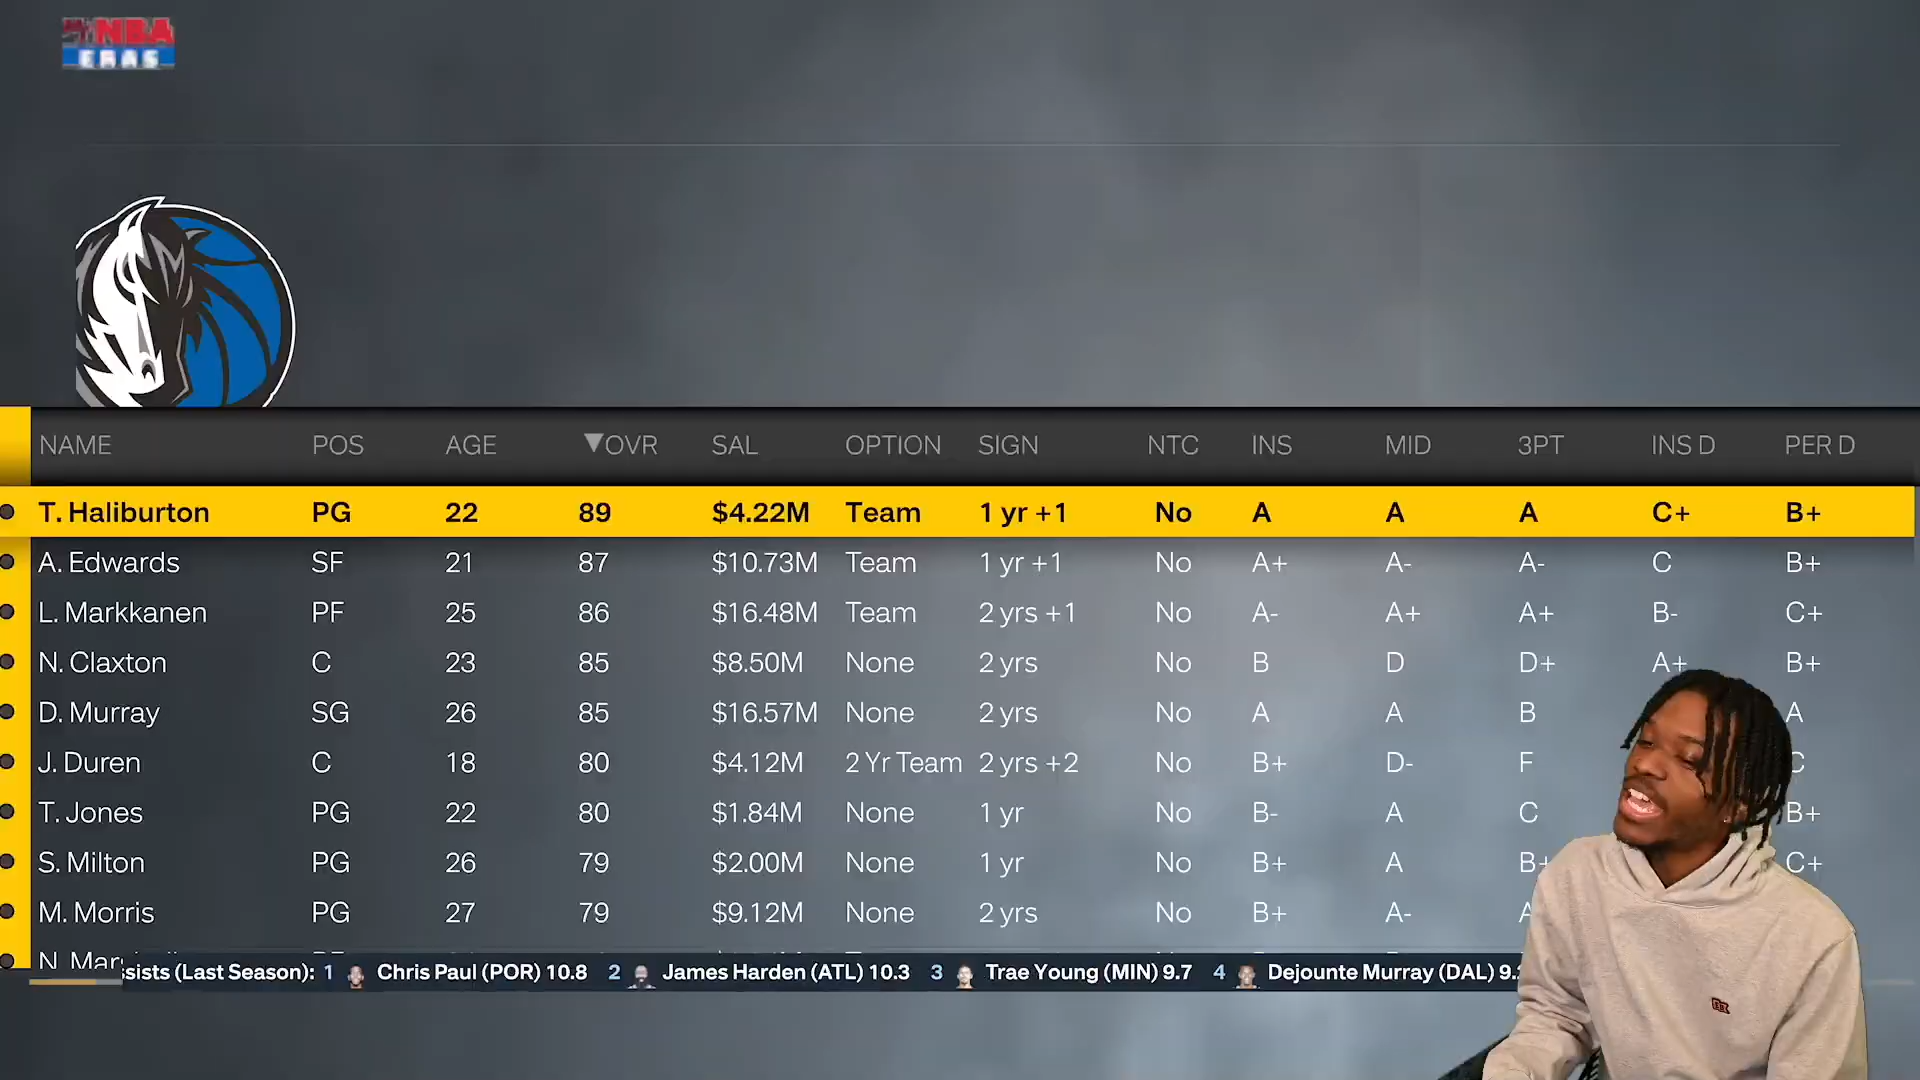 NBA
ERAS
NAME POS AGE ▼OVR SAL OPTION SIGN NTC INS MID 3PT INS D PER D
T. Haliburton PG 22 89 $4.22M Team 1 yr +1 No A A A C+ B+
A. Edwards SF 21 87 $10.73M Team 1 yr +1 No A+ A- A- C B+
L. Markkanen PF 25 86 $16.48M Team 2 yrs +1 No A- A+ A+ B- C+
N. Claxton C 23 85 $8.50M None 2 yrs No B D D+ A+ B+
D. Murray SG 26 85 $16.57M None 2 yrs No A A B A
J. Duren C 18 80 $4.12M 2 Yr Team 2 yrs +2 No B+ D- F C
T. Jones PG 22 80 $1.84M None 1 yr No B- A C B+
S. Milton PG 26 79 $2.00M None 1 yr No B+ A B+ C+
M. Morris PG 27 79 $9.12M None 2 yrs No B+ A- A
sists (Last Season): 1 Chris Paul (POR) 10.8 2 James Harden (ATL) 10.3 3 Trae Young (MIN) 9.7 4 Dejounte Murray (DAL) 9.